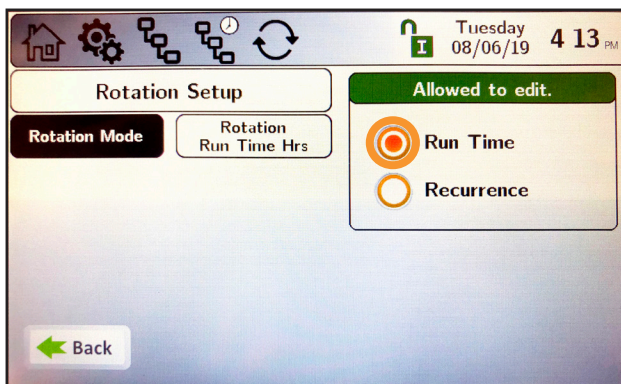 I
Tuesday
08/06/19
4 13 PM
Rotation Setup
Allowed to edit.
Rotation Mode
Rotation
Run Time Hrs
Run Time
Recurrence
Back